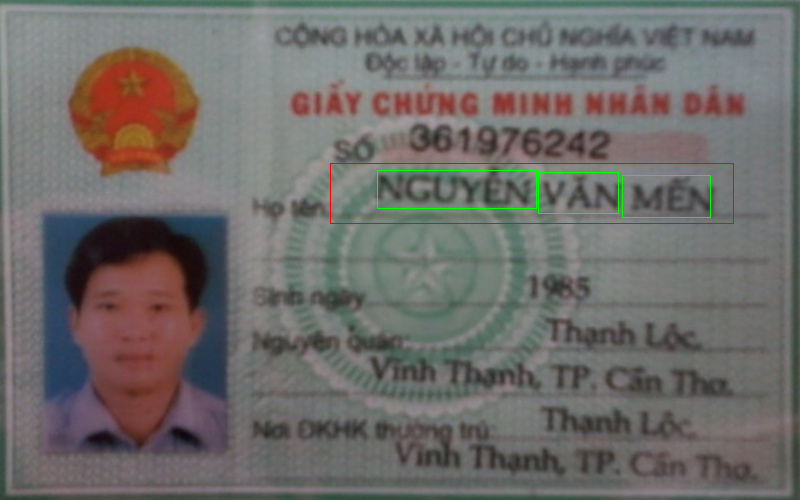 CỘNG HÒA XÃ HỘI CHỦ NGHĨA VIỆT NAM
Độc lập - Tự do - Hạnh phúc
GIẤY CHỨNG MINH NHÂN DÂN
SỐ 361976242
Họ tên: NGUYỄN VĂN MẾN
Sinh ngày 1985
Nguyên quán: Thạnh Lộc,
Vĩnh Thạnh, TP. Cần Thơ.
Nơi ĐKHK thường trú: Thạnh Lộc,
Vĩnh Thạnh, TP. Cần Thơ.